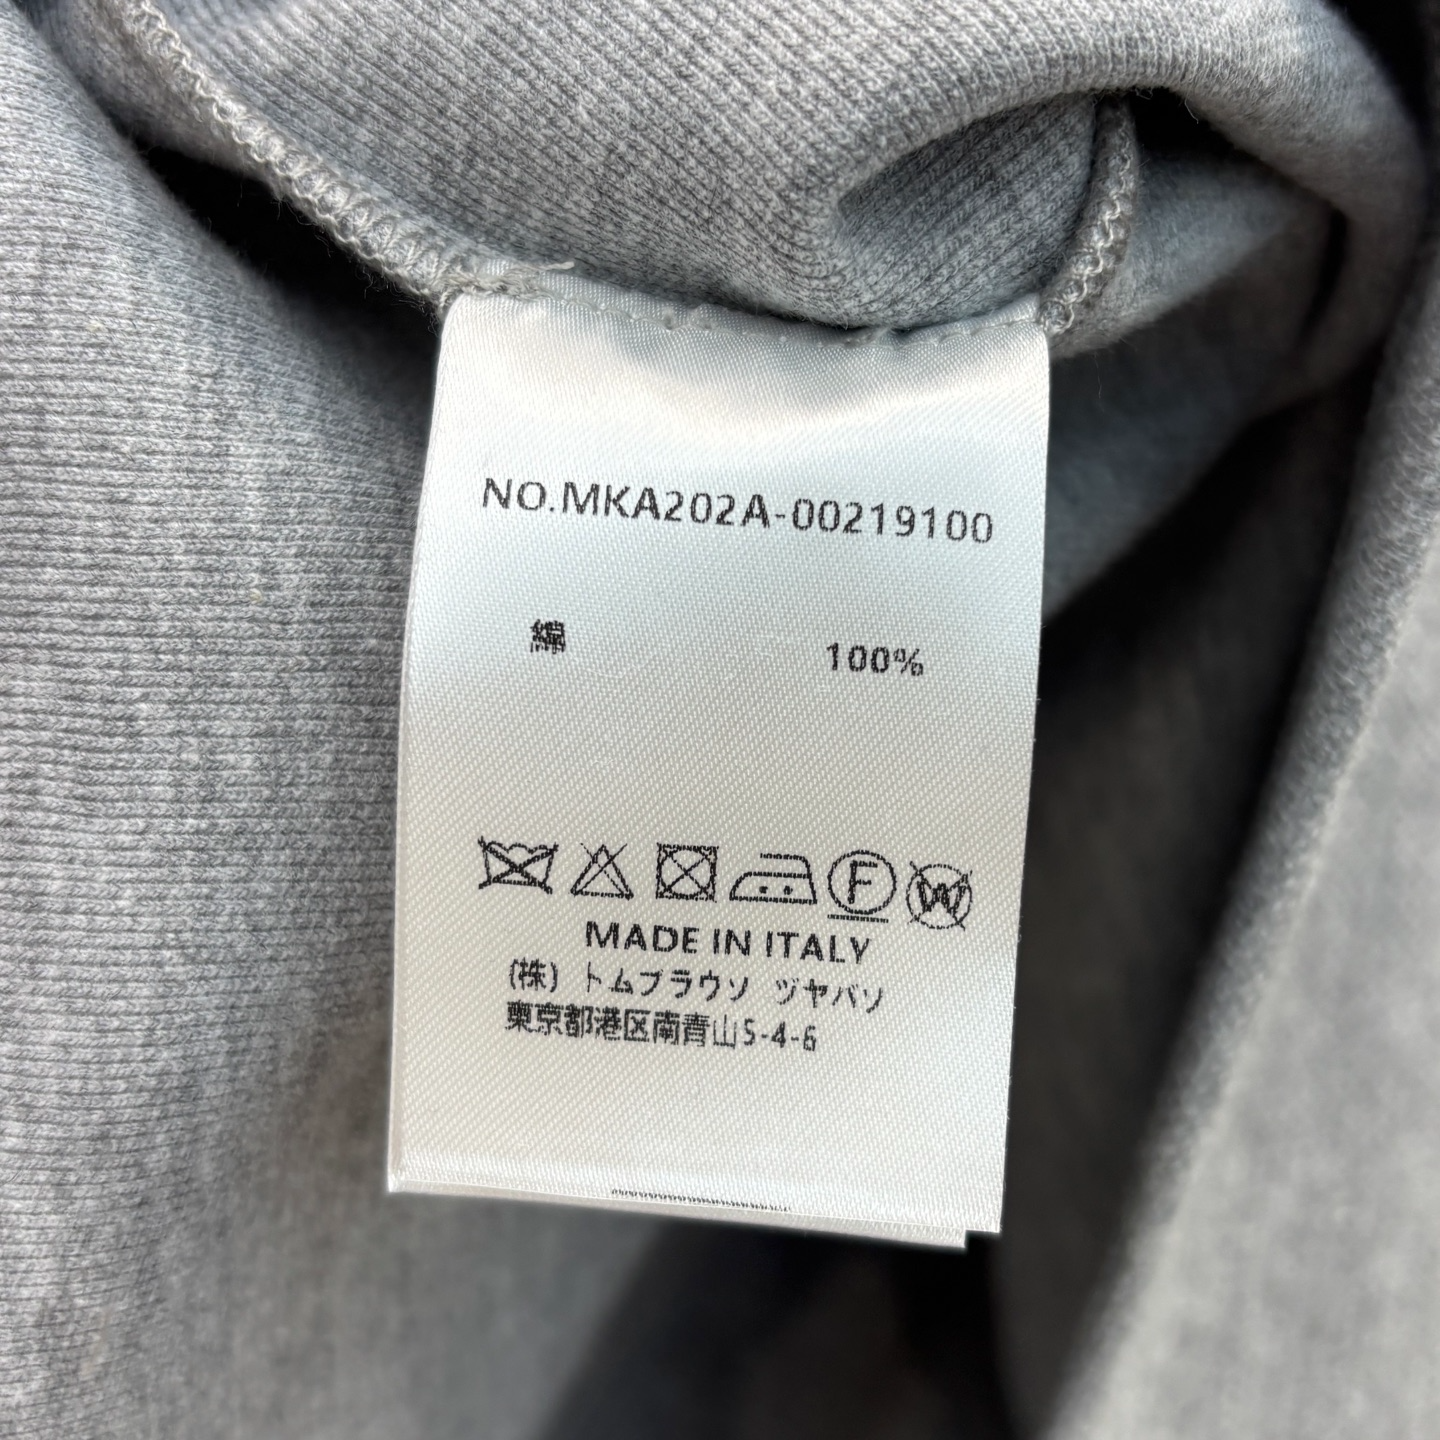 NO.MKA202A-00219100
綿 100%
F
W
MADE IN ITALY
(株) トムブラウソ ヅヤバソ
東京都港区南青山5-4-6